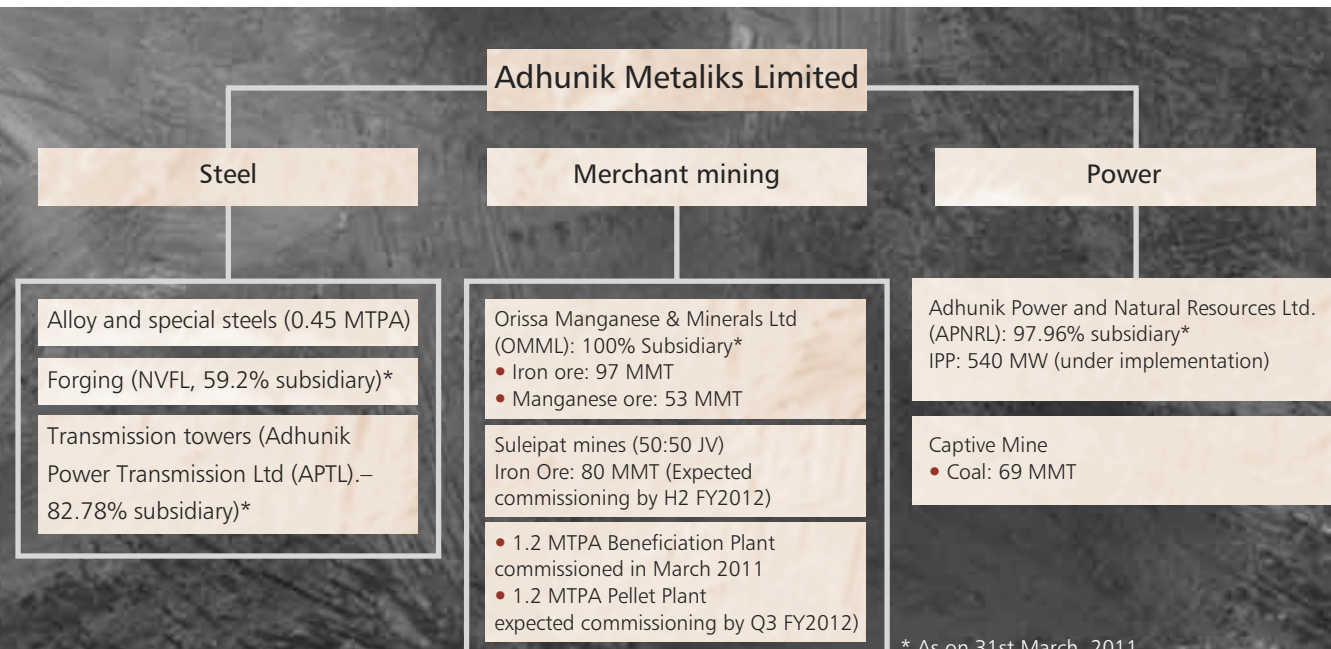 Adhunik Metaliks Limited
Steel
Merchant mining
Power
Alloy and special steels (0.45 MTPA)
Forging (NVFL, 59.2% subsidiary)*
Transmission towers (Adhunik
Power Transmission Ltd (APTL).–
82.78% subsidiary)*
Orissa Manganese & Minerals Ltd
(OMML): 100% Subsidiary*
• Iron ore: 97 MMT
• Manganese ore: 53 MMT
Suleipat mines (50:50 JV)
Iron Ore: 80 MMT (Expected
commissioning by H2 FY2012)
• 1.2 MTPA Beneficiation Plant
commissioned in March 2011
• 1.2 MTPA Pellet Plant
expected commissioning by Q3 FY2012)
Adhunik Power and Natural Resources Ltd.
(APNRL): 97.96% subsidiary*
IPP: 540 MW (under implementation)
Captive Mine
• Coal: 69 MMT
* As on 31st March, 2011